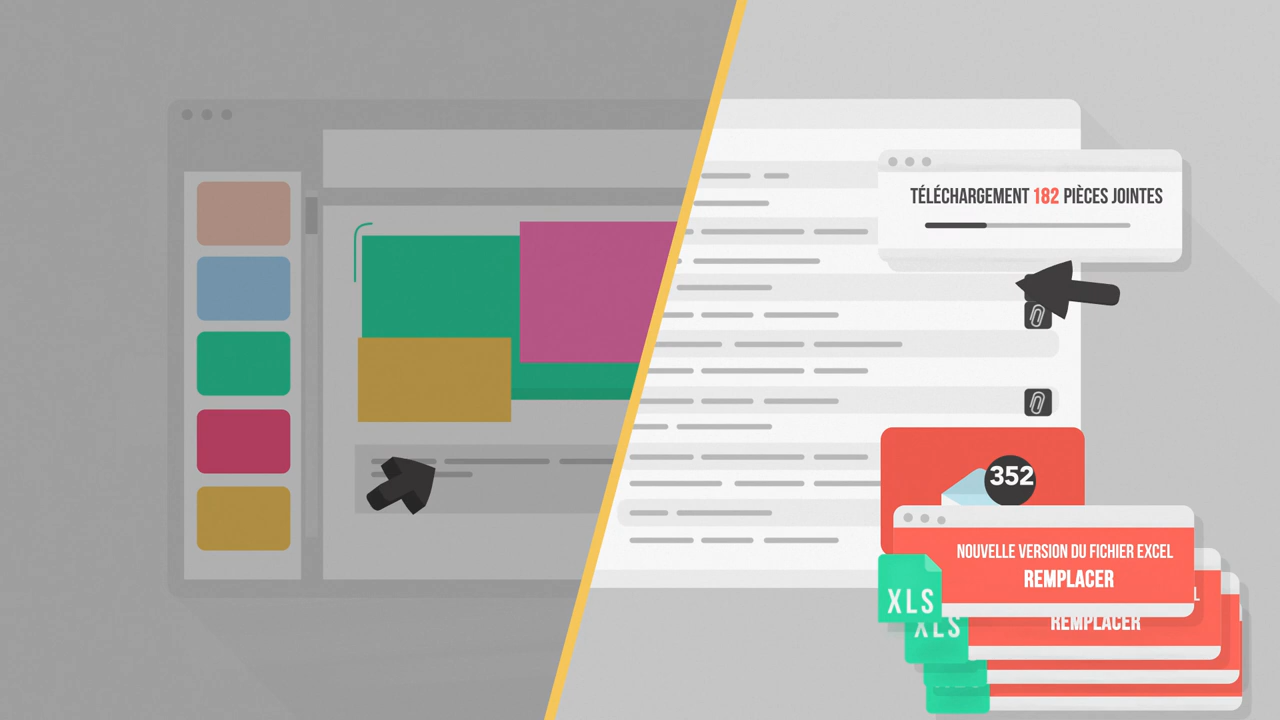 TÉLÉCHARGEMENT 182 PIÈCES JOINTES
352
NOUVELLE VERSION DU FICHIER EXCEL
REMPLACER
XLS
L
REMPLACER
XLS